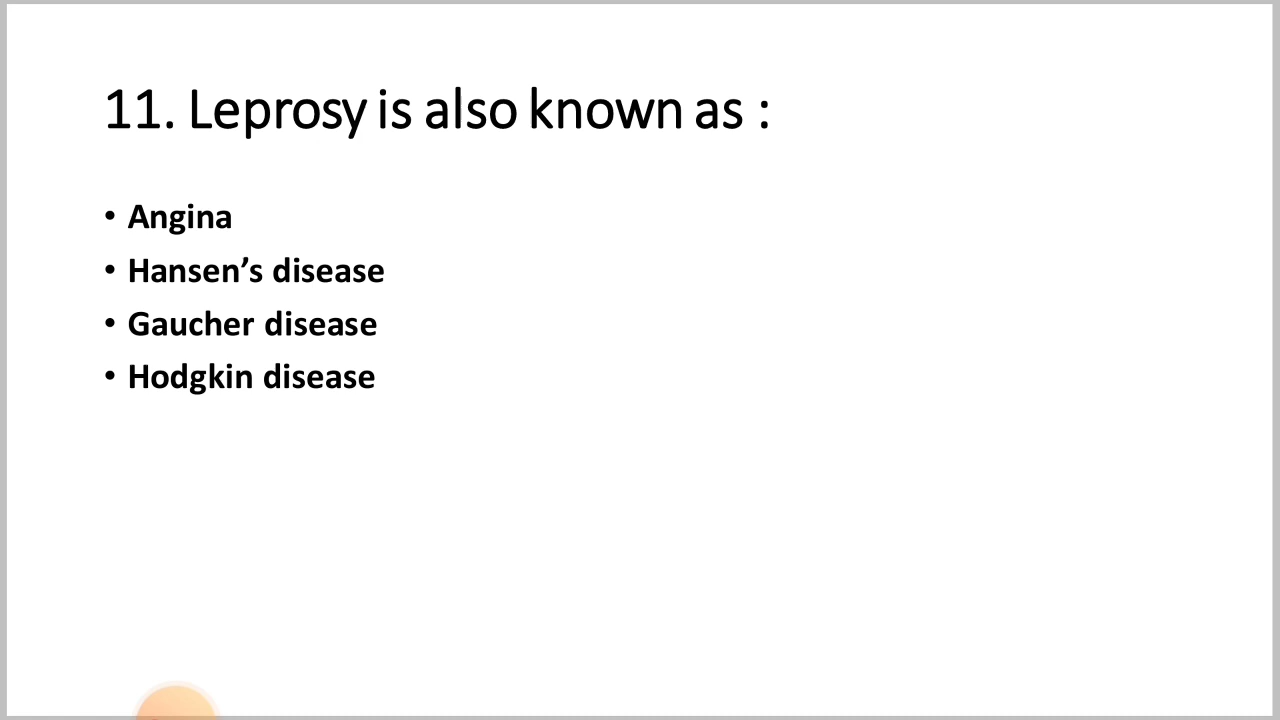 11. Leprosy is also known as :
• Angina
• Hansen’s disease
• Gaucher disease
• Hodgkin disease